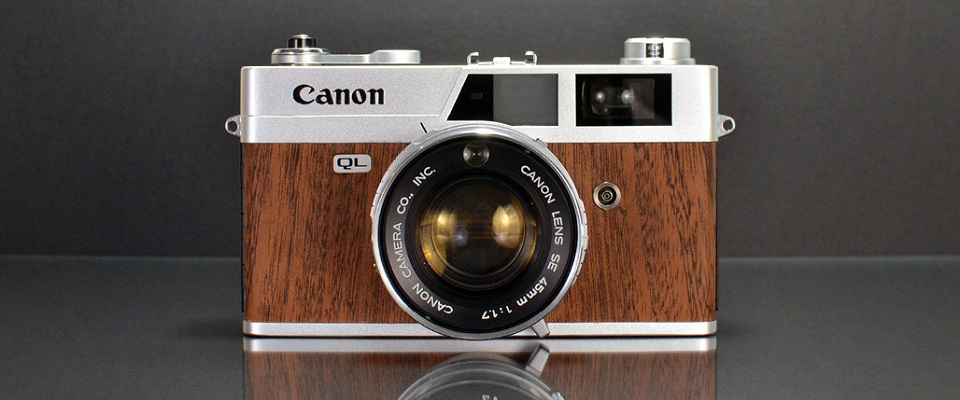 Canon
QL
CANON CAMERA CO., INC.
CANON LENS SE 45mm 1:1.7